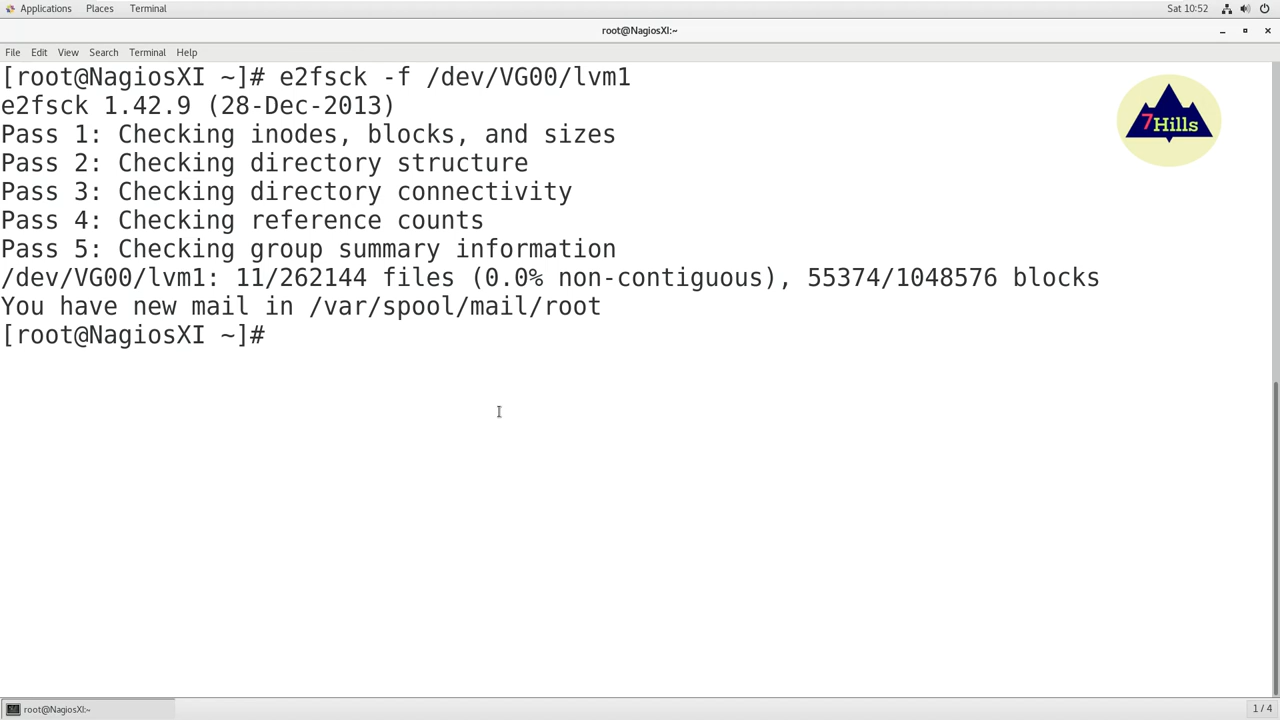 Applications Places Terminal Sat 10:52
root@NagiosXI:~
File Edit View Search Terminal Help
[root@NagiosXI ~]# e2fsck -f /dev/VG00/lvm1
e2fsck 1.42.9 (28-Dec-2013)
Pass 1: Checking inodes, blocks, and sizes
Pass 2: Checking directory structure
Pass 3: Checking directory connectivity
Pass 4: Checking reference counts
Pass 5: Checking group summary information
/dev/VG00/lvm1: 11/262144 files (0.0% non-contiguous), 55374/1048576 blocks
You have new mail in /var/spool/mail/root
[root@NagiosXI ~]#
7Hills
root@NagiosXI:~ 1 / 4